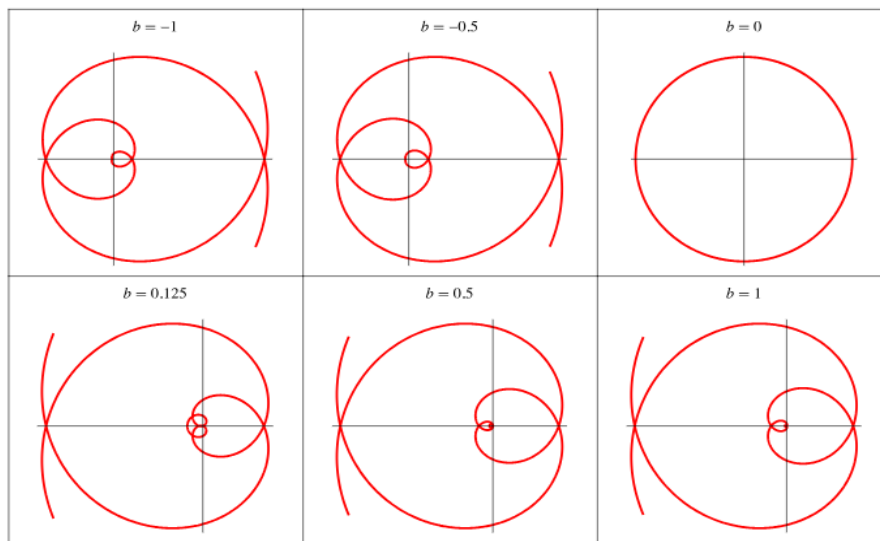 b = –1
b = –0.5
b = 0
b = 0.125
b = 0.5
b = 1